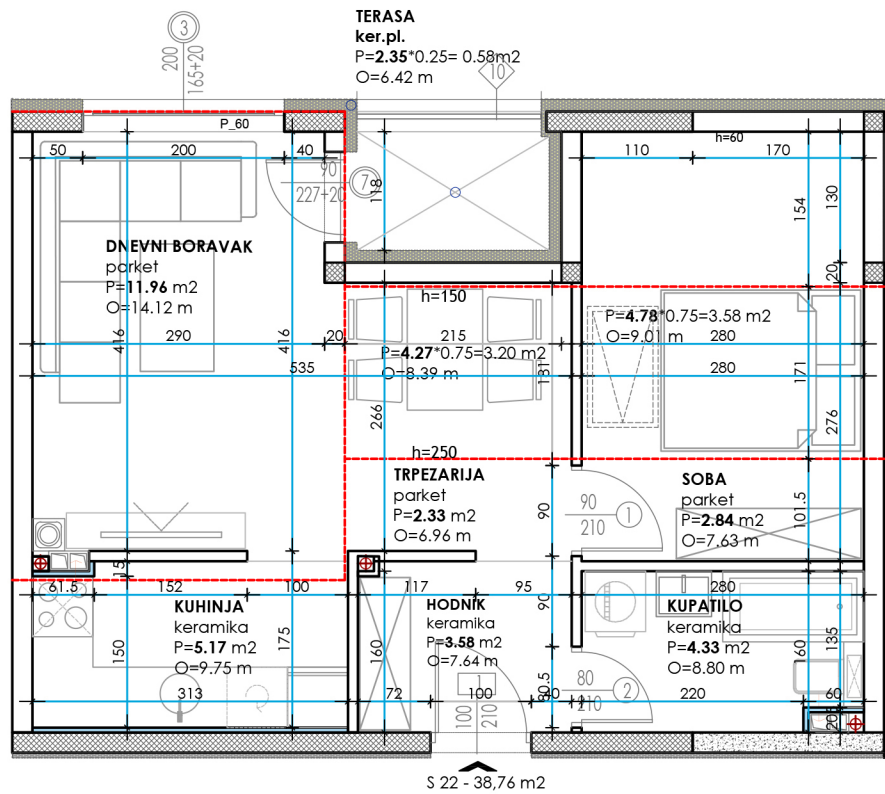 TERASA
ker.pl.
P=2.35*0.25= 0.58m2
O=6.42 m
3
200
165+20
10
P_60
h=60
50
200
40
110
170
90
227+20
7
118
154
130
20
DNEVNI BORAVAK
parket
P=11.96 m2
O=14.12 m
h=150
P=4.78*0.75=3.58 m2
O=9.01 m
416
290
416
20
215
280
P=4.27*0.75=3.20 m2
O=8.39 m
535
131
280
171
266
276
h=250
TRPEZARIJA
parket
P=2.33 m2
O=6.96 m
SOBA
parket
P=2.84 m2
O=7.63 m
90
90
210
1
101.5
15
61.5
152
100
117
95
90
280
KUHINJA
keramika
P=5.17 m2
O=9.75 m
HODNIK
keramika
P=3.58 m2
O=7.64 m
KUPATILO
keramika
P=4.33 m2
O=8.80 m
150
175
160
160
135
313
72
100
80.5
80
210
2
220
60
100
210
S 22 - 38,76 m2